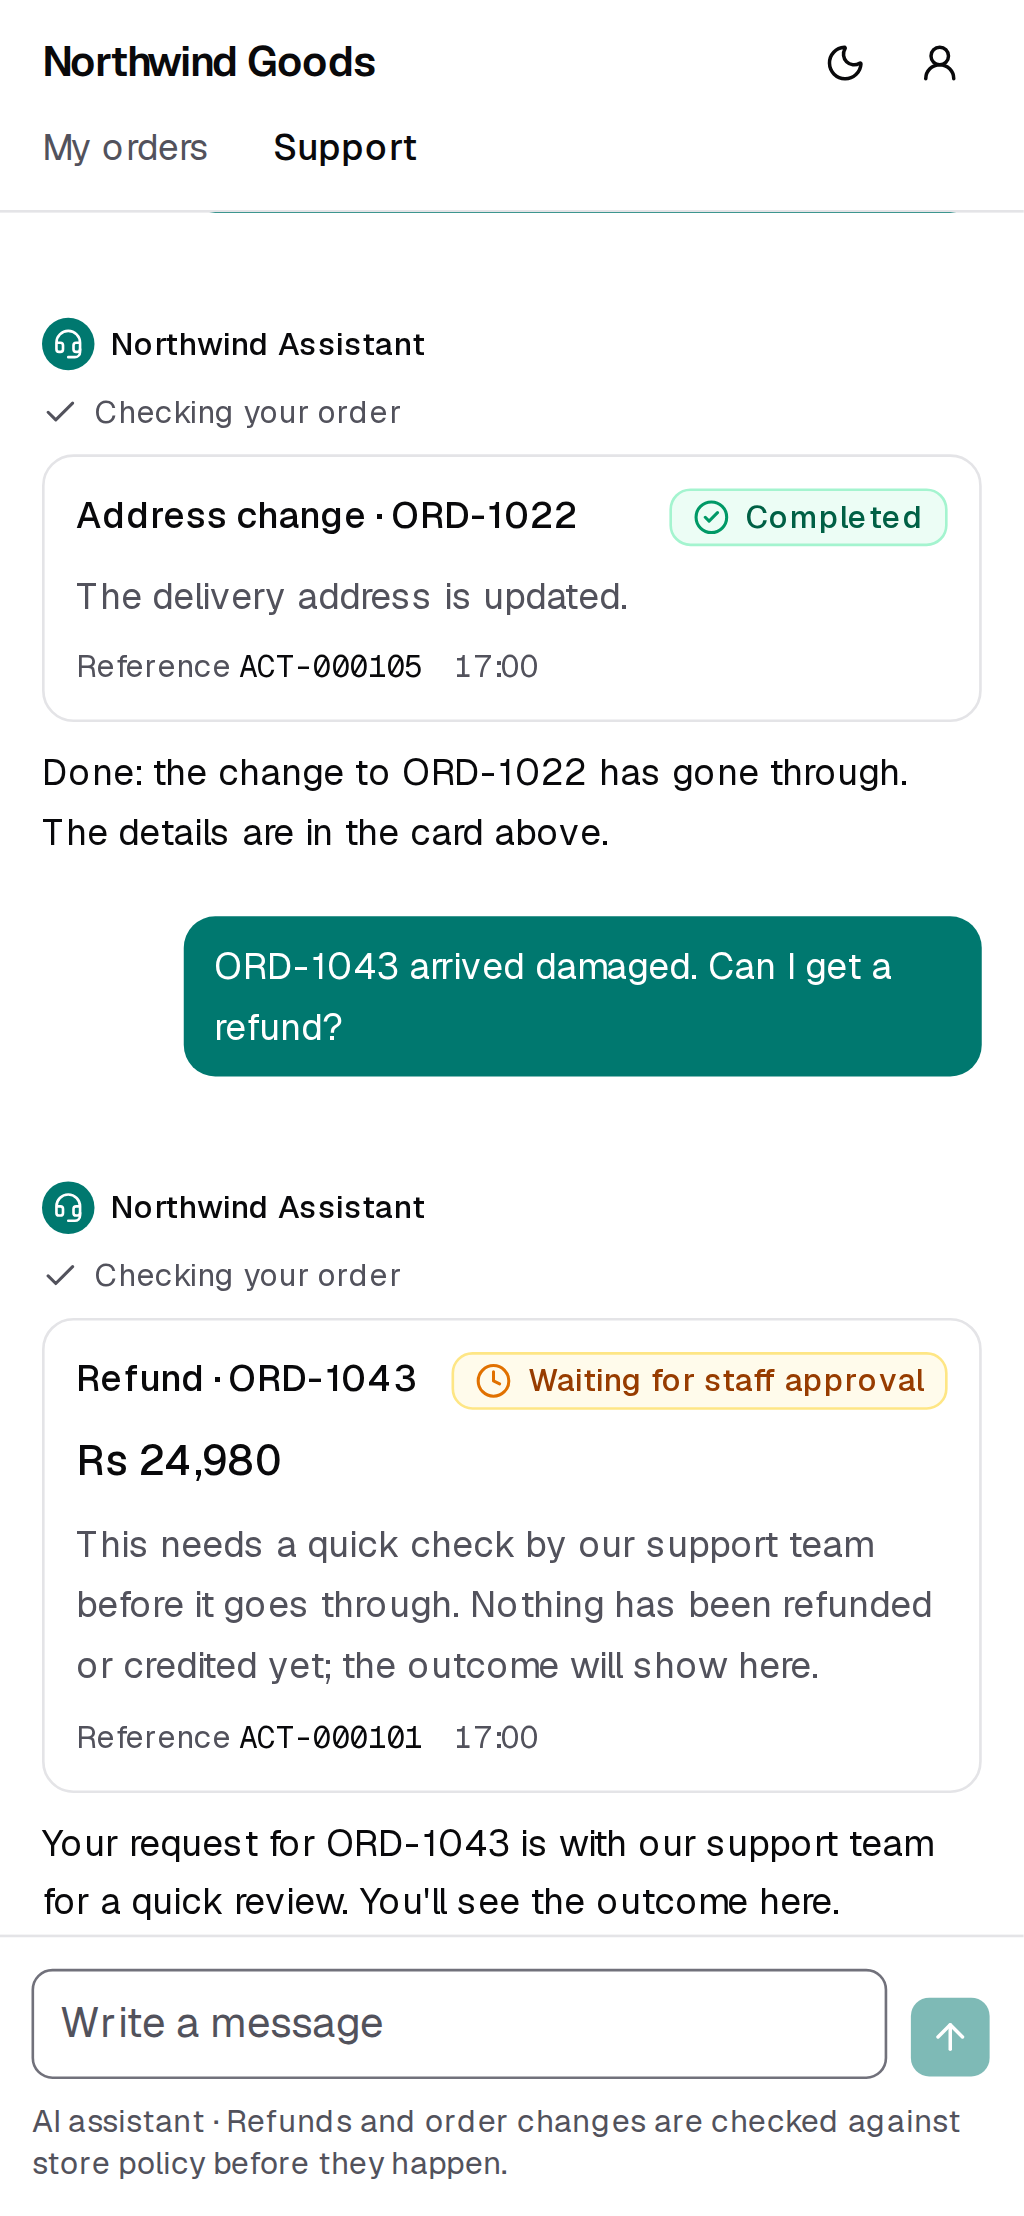 Northwind Goods
My orders Support
Northwind Assistant
Checking your order
Address change · ORD-1022 Completed
The delivery address is updated.
Reference ACT-000105 17:00
Done: the change to ORD-1022 has gone through.
The details are in the card above.
ORD-1043 arrived damaged. Can I get a
refund?
Northwind Assistant
Checking your order
Refund · ORD-1043 Waiting for staff approval
Rs 24,980
This needs a quick check by our support team
before it goes through. Nothing has been refunded
or credited yet; the outcome will show here.
Reference ACT-000101 17:00
Your request for ORD-1043 is with our support team
for a quick review. You'll see the outcome here.
Write a message
AI assistant · Refunds and order changes are checked against
store policy before they happen.